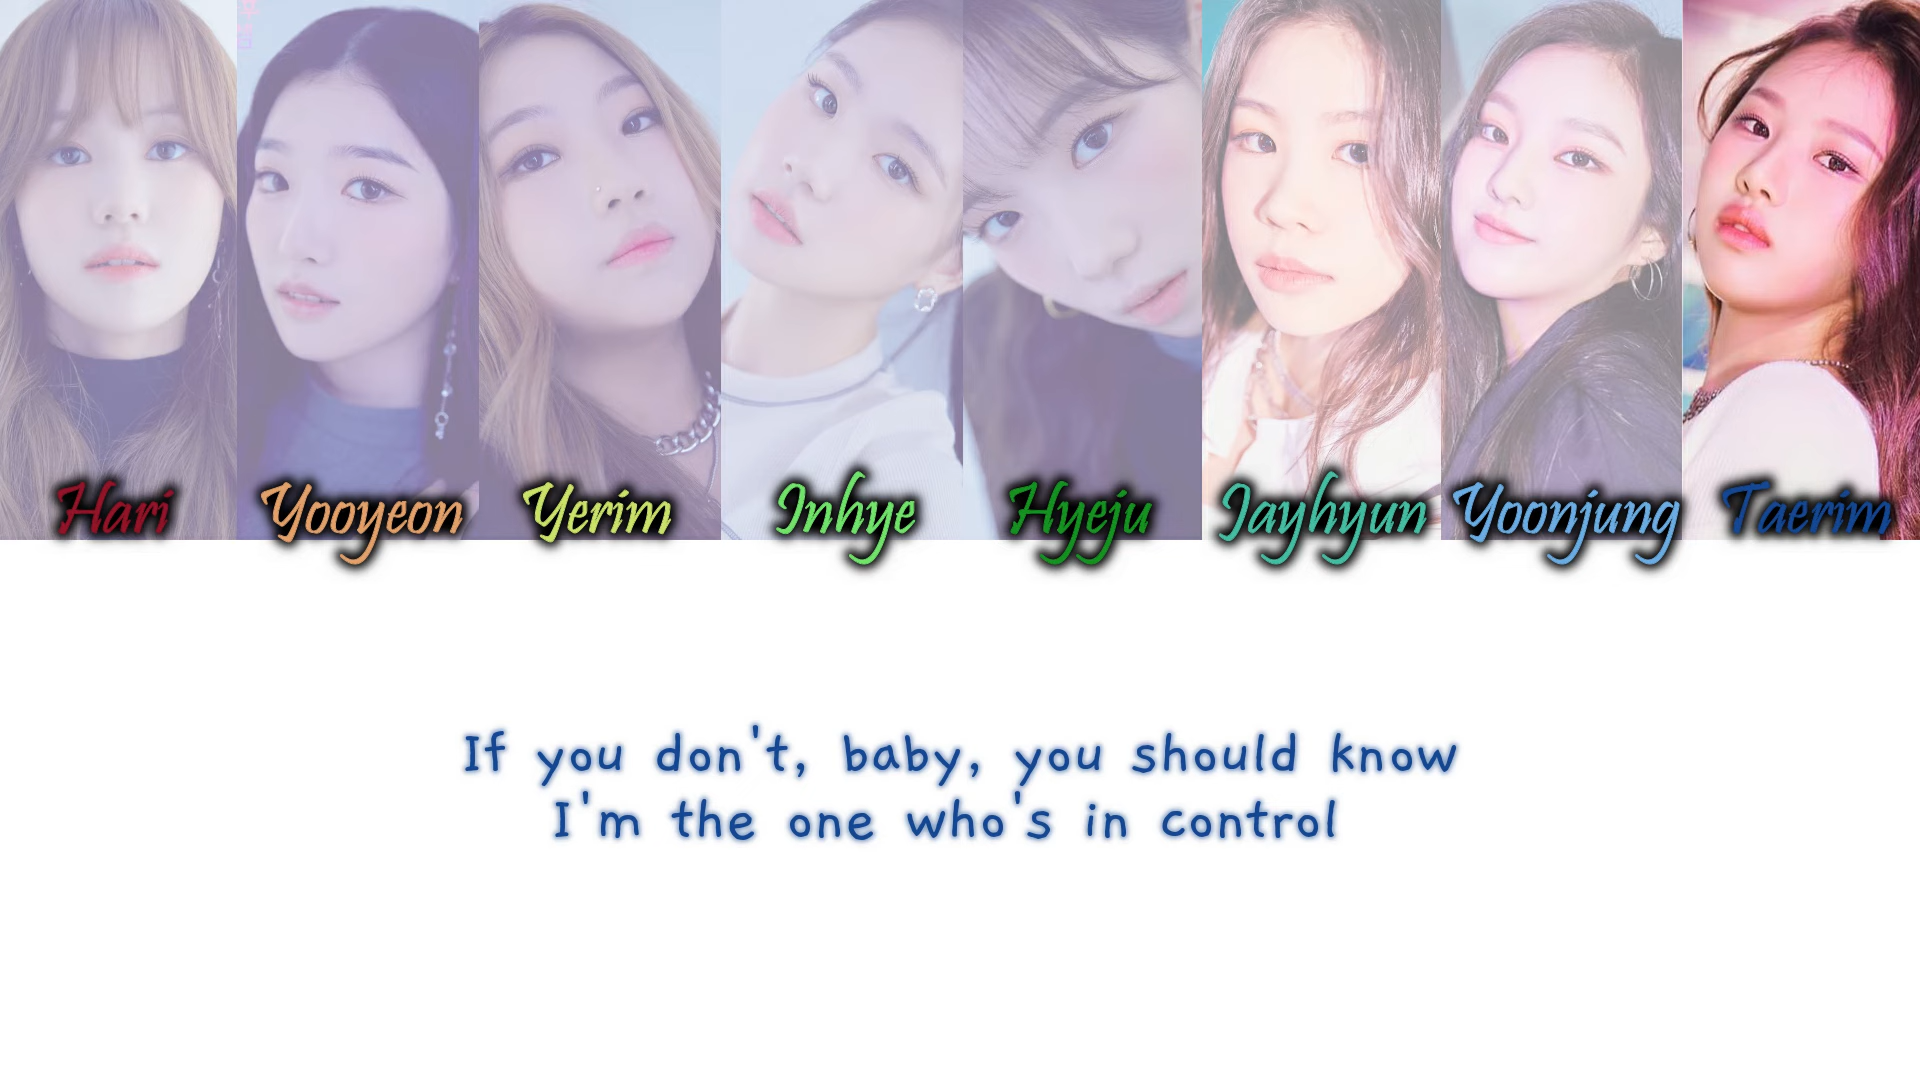 Hari Yooyeon Yerim Inhye Hyeju Jayhyun Yoonjung Taerim
If you don't, baby, you should know
I'm the one who's in control